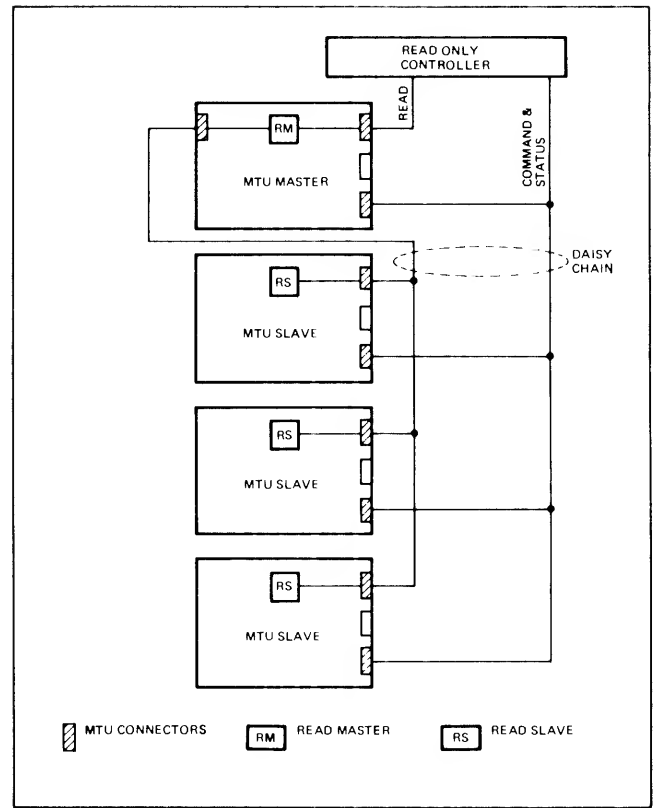 READ ONLY
CONTROLLER
READ
COMMAND &
STATUS
RM
MTU MASTER
DAISY
CHAIN
RS
MTU SLAVE
RS
MTU SLAVE
RS
MTU SLAVE
MTU CONNECTORS
RM
READ MASTER
RS
READ SLAVE